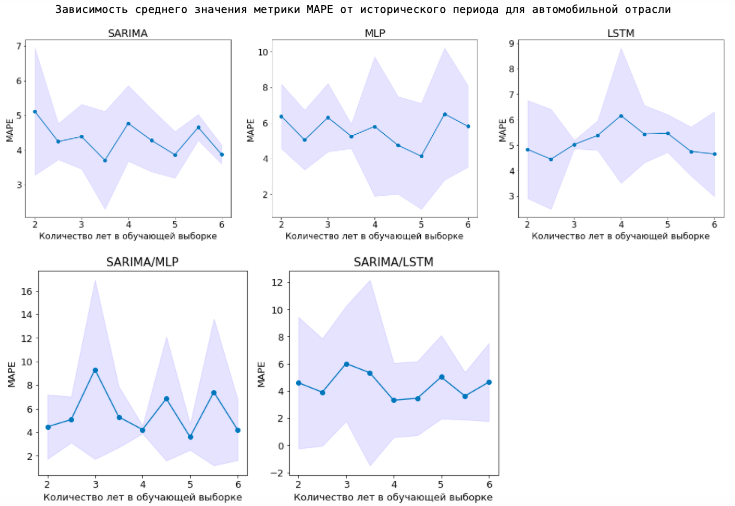 Зависимость среднего значения метрики MAPE от исторического периода для автомобильной отрасли
SARIMA
7
6
5
4
3
MAPE
2 3 4 5 6
Количество лет в обучающей выборке
MLP
10
8
6
4
2
MAPE
2 3 4 5 6
Количество лет в обучающей выборке
LSTM
9
8
7
6
5
4
3
MAPE
2 3 4 5 6
Количество лет в обучающей выборке
SARIMA/MLP
16
14
12
10
8
6
4
2
MAPE
2 3 4 5 6
Количество лет в обучающей выборке
SARIMA/LSTM
12
10
8
6
4
2
0
−2
MAPE
2 3 4 5 6
Количество лет в обучающей выборке